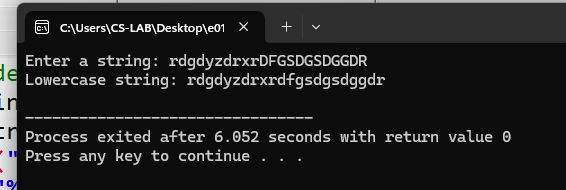 C:\Users\CS-LAB\Desktop\e01
Enter a string: rdgdyzdrxrDFGSDGSDGGDR
Lowercase string: rdgdyzdrxrdfgsdgsdggdr
--------------------------------
Process exited after 6.052 seconds with return value 0
Press any key to continue . . .